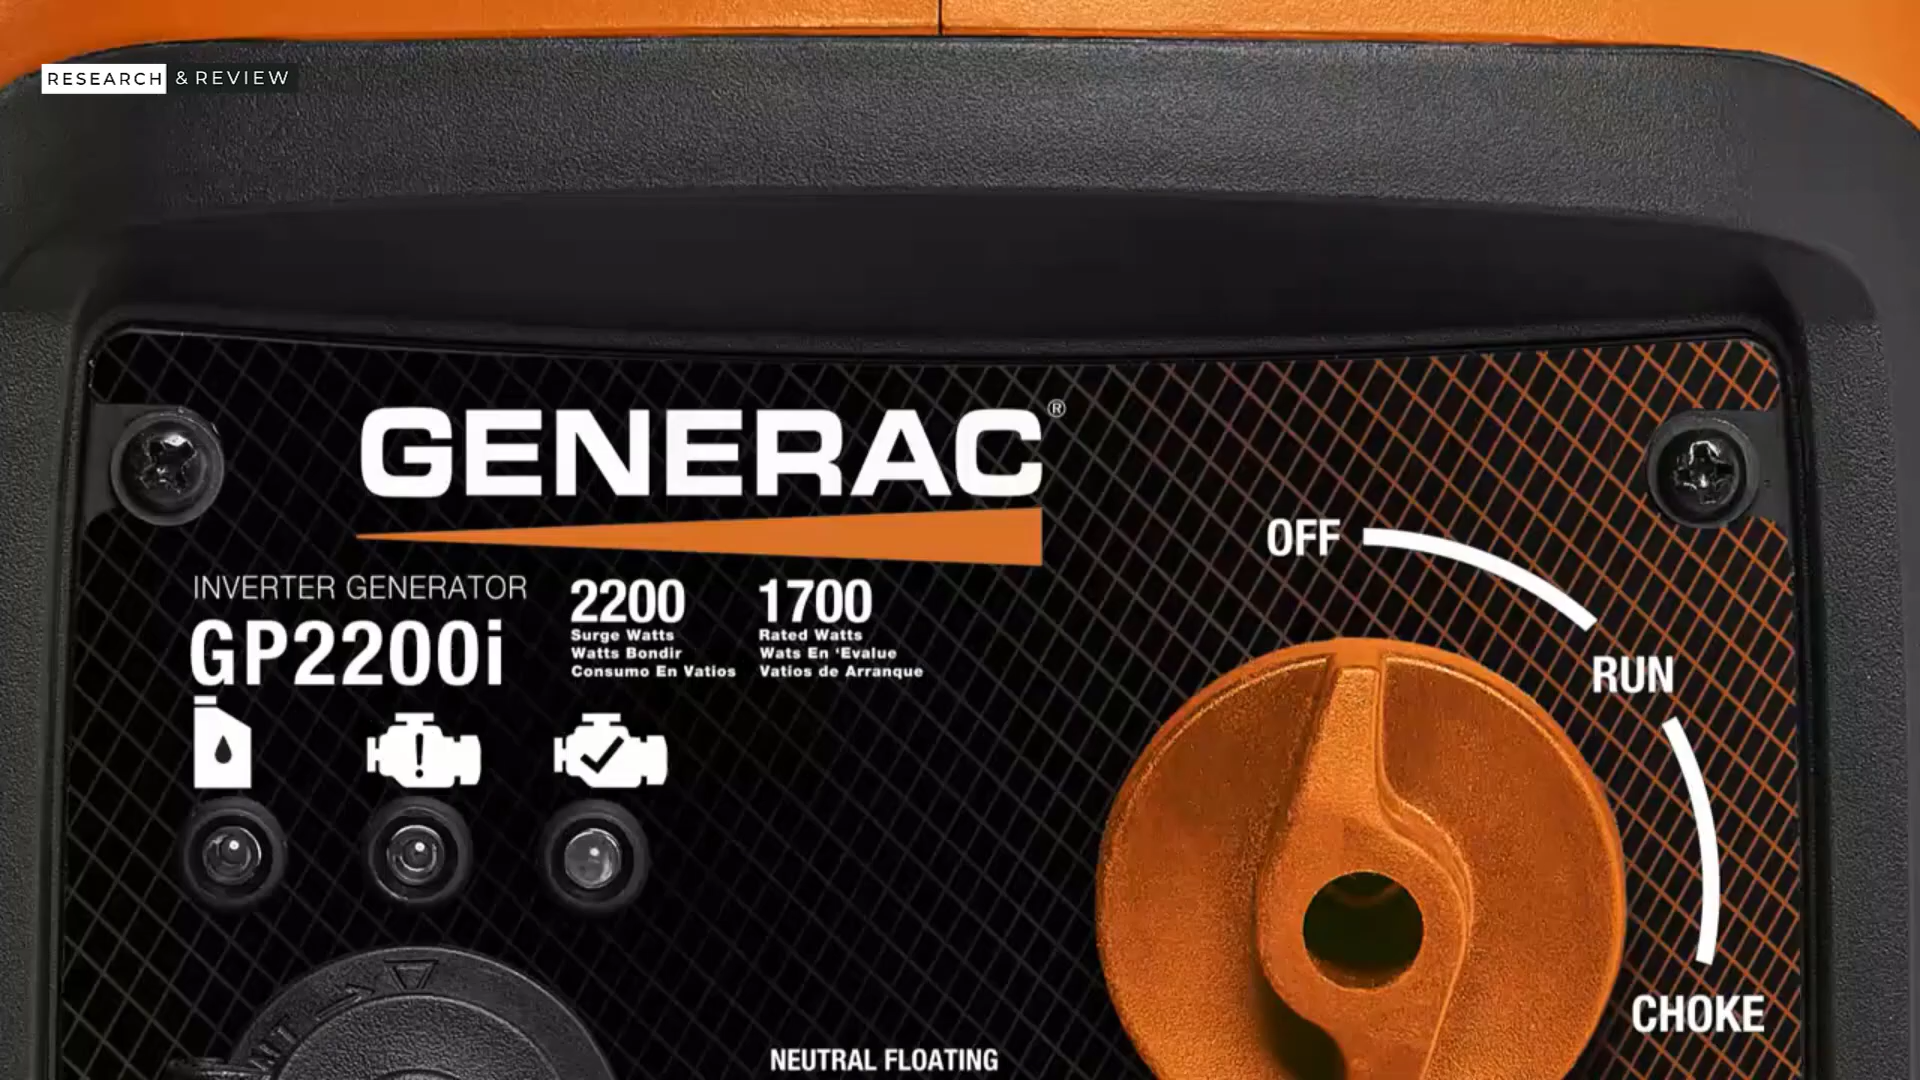 RESEARCH & REVIEW
GENERAC®
INVERTER GENERATOR
GP2200i
2200
Surge Watts
Watts Bondir
Consumo En Vatios
1700
Rated Watts
Wats En ‘Evalue
Vatios de Arranque
OFF
RUN
CHOKE
NEUTRAL FLOATING